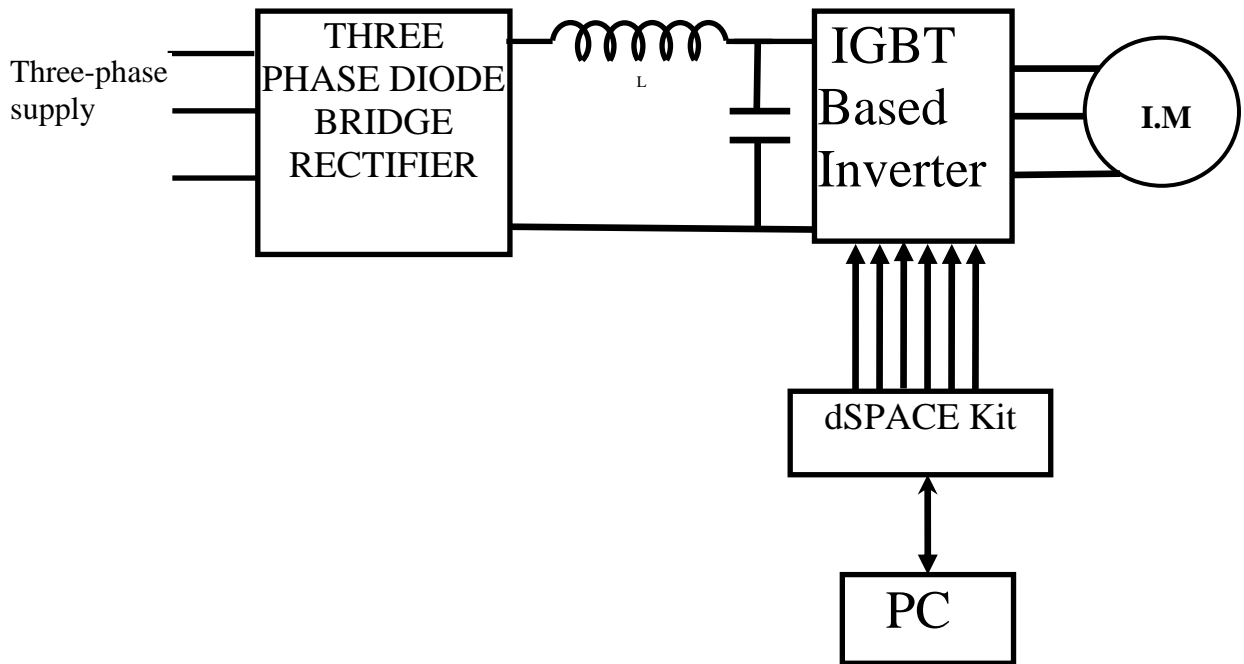 Three-phase
supply
THREE
PHASE DIODE
BRIDGE
RECTIFIER
L
IGBT
Based
Inverter
I.M
dSPACE Kit
PC